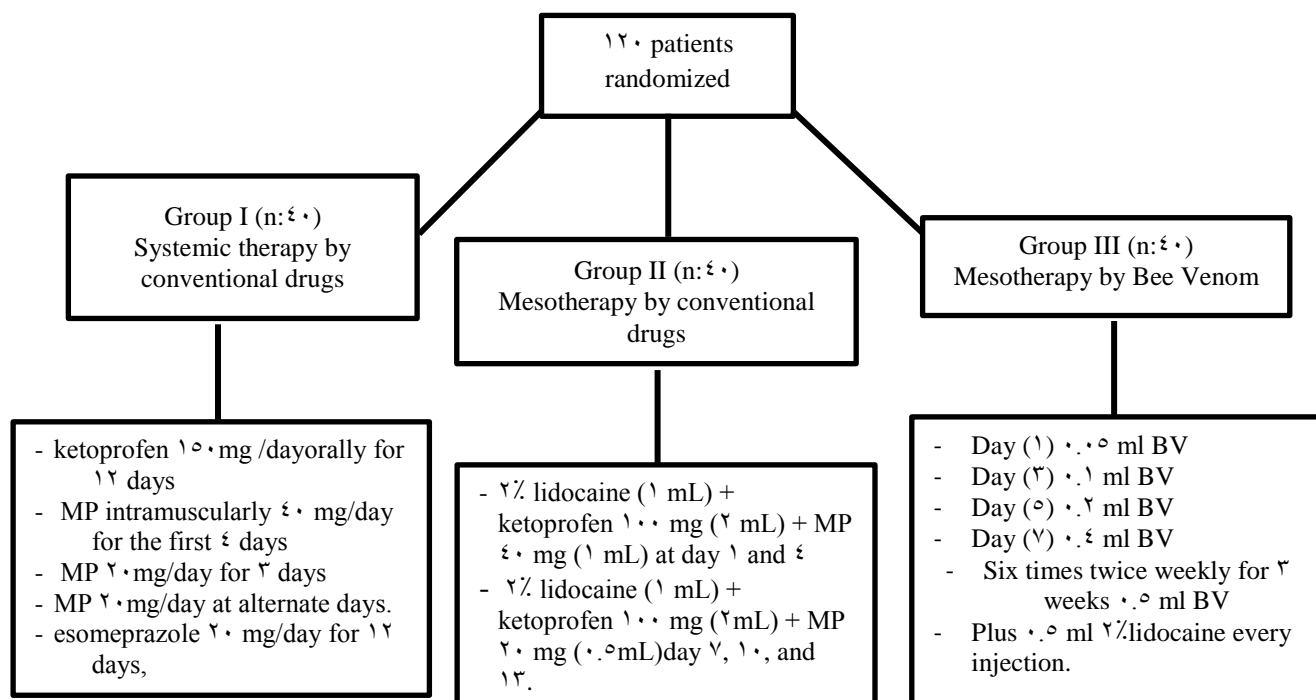 ١٢٠ patients
randomized
Group I (n:٤٠)
Systemic therapy by
conventional drugs
Group II (n:٤٠)
Mesotherapy by conventional
drugs
Group III (n:٤٠)
Mesotherapy by Bee Venom
- ketoprofen ١٥٠mg /dayorally for
١٢ days
- MP intramuscularly ٤٠ mg/day
for the first ٤ days
- MP ٢٠mg/day for ٣ days
- MP ٢٠mg/day at alternate days.
- esomeprazole ٢٠ mg/day for ١٢
days,
- ٢٪ lidocaine (١ mL) +
ketoprofen ١٠٠ mg (٢ mL) + MP
٤٠ mg (١ mL) at day ١ and ٤
- ٢٪ lidocaine (١ mL) +
ketoprofen ١٠٠ mg (٢mL) + MP
٢٠ mg (٠.٥mL)day ٧, ١٠, and
١٣.
- Day (١) ٠.٠٥ ml BV
- Day (٣) ٠.١ ml BV
- Day (٥) ٠.٢ ml BV
- Day (٧) ٠.٤ ml BV
- Six times twice weekly for ٣
weeks ٠.٥ ml BV
- Plus ٠.٥ ml ٢٪lidocaine every
injection.